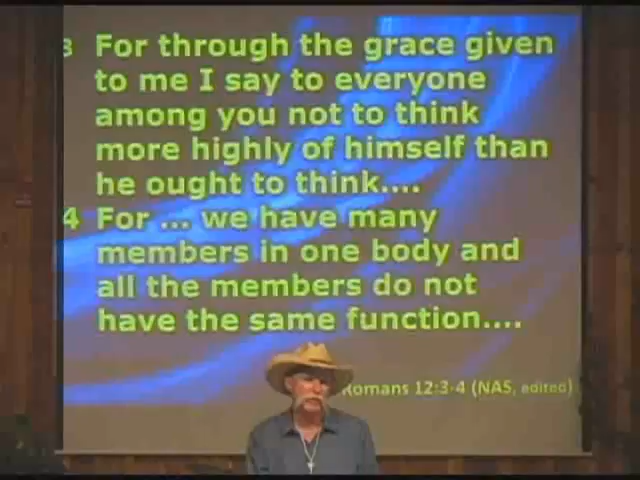 3 For through the grace given
to me I say to everyone
among you not to think
more highly of himself than
he ought to think....
4 For ... we have many
members in one body and
all the members do not
have the same function....
Romans 12:3-4 (NAS, edited)